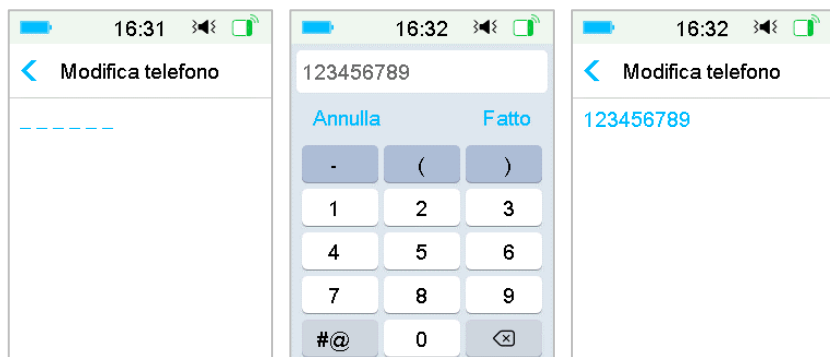 16:31
Modifica telefono
_ _ _ _ _ _
16:32
123456789
Annulla Fatto
- ( )
1 2 3
4 5 6
7 8 9
#@ 0
16:32
Modifica telefono
123456789